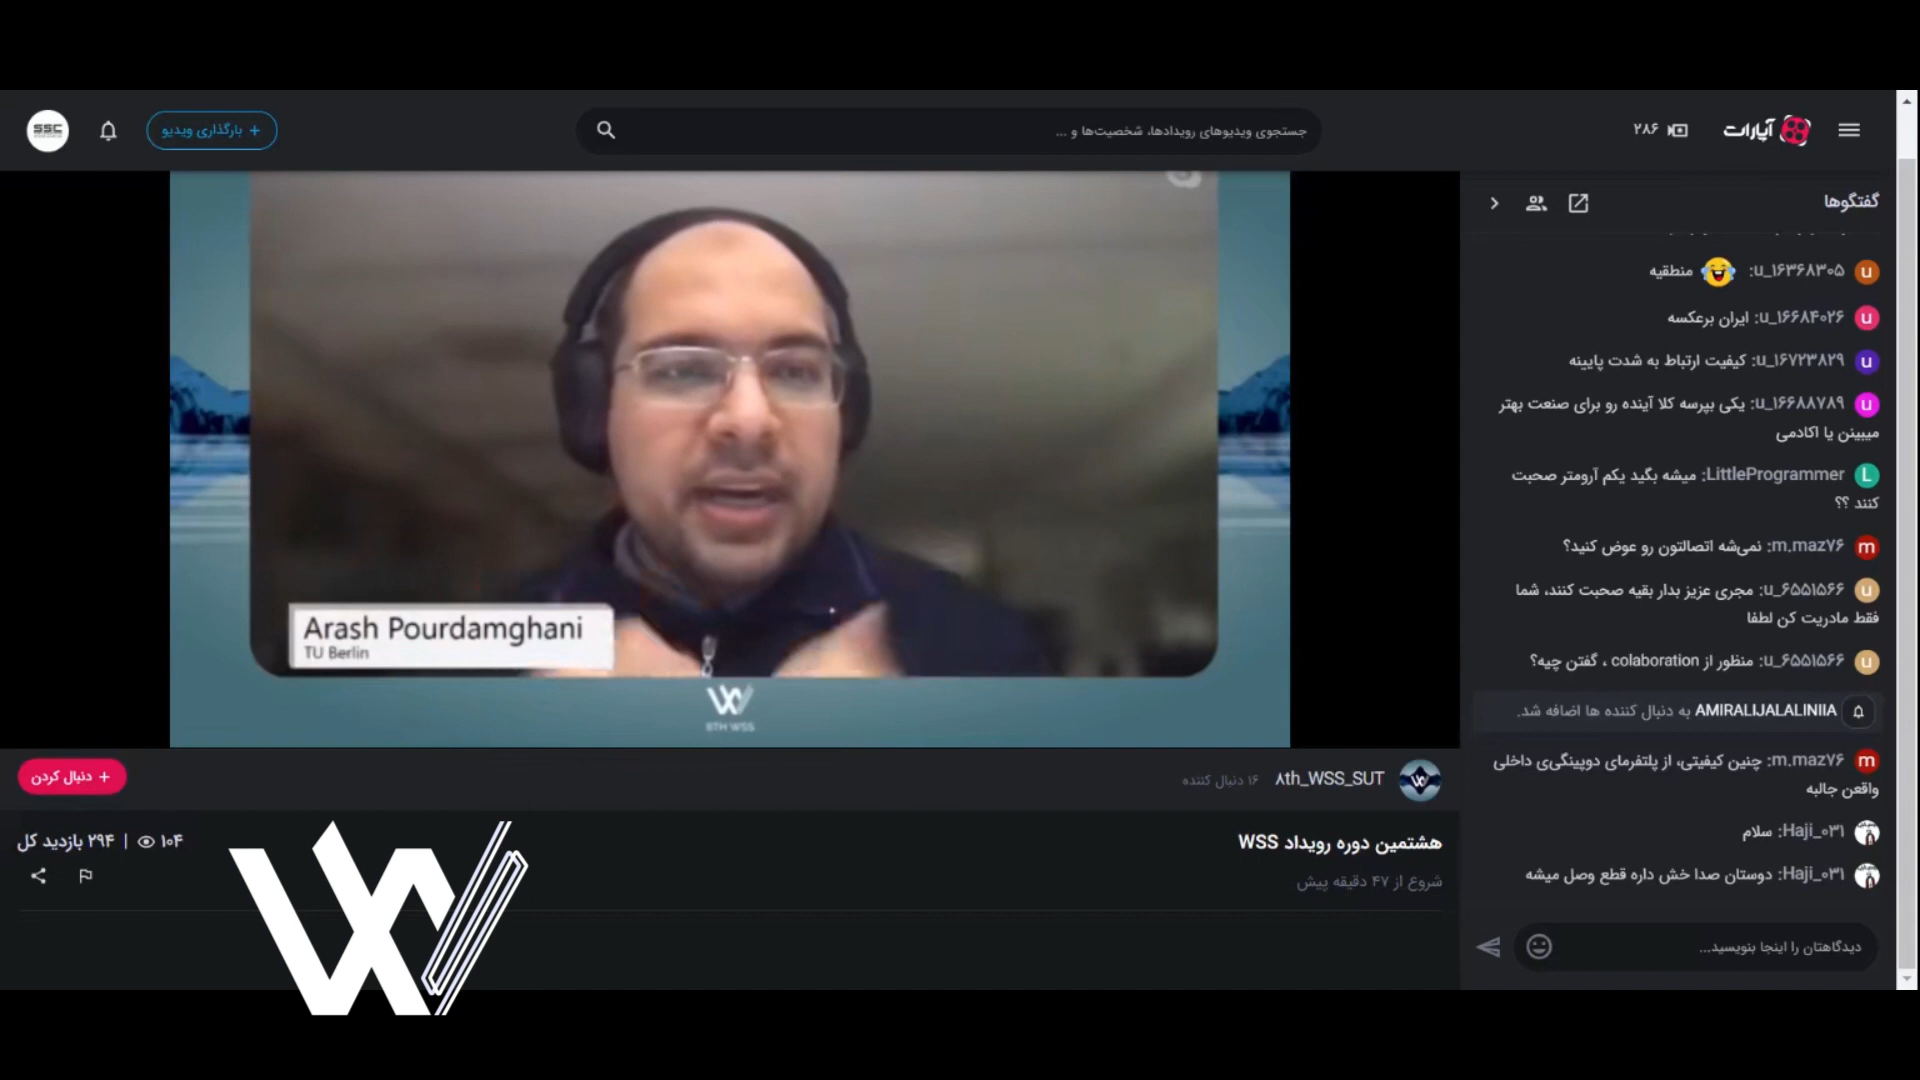 SSC
+ بارگذاری ویدیو
جستجوی ویدیوهای رویدادها، شخصیت‌ها و ...
۲۸۶
آپارات
گفتگوها
u_۱۶۳۶۸۳۰۵: 😂 منطقیه
u_۱۶۶۸۴۰۲۶: ایران برعکسه
u_۱۶۷۲۳۸۲۹: کیفیت ارتباط به شدت پایینه
u_۱۶۶۸۸۷۸۹: یکی بپرسه کلا آینده رو برای صنعت بهتر
میبینن یا اکادمی
LittleProgrammer: میشه بگید یکم آرومتر صحبت
کنند ؟؟
m.maz۷۶: نمی‌شه اتصالتون رو عوض کنید؟
u_۶۵۵۱۵۶۶: مجری عزیز بدار بقیه صحبت کنند، شما
فقط مادریت کن لطفا
u_۶۵۵۱۵۶۶: منظور از colaboration ، گفتن چیه؟
AMIRALIJALALINIIA به دنبال کننده ها اضافه شد.
m.maz۷۶: چنین کیفیتی، از پلتفرمای دوپینگی‌ی داخلی
واقعن جالبه
Haji_۰۳۱: سلام
Haji_۰۳۱: دوستان صدا خش داره قطع وصل میشه
دیدگاهتان را اینجا بنویسید...
Arash Pourdamghani
TU Berlin
8TH WSS
۸th_WSS_SUT
۱۶ دنبال کننده
+ دنبال کردن
هشتمین دوره رویداد WSS
شروع از ۴۷ دقیقه پیش
۱۰۴ | ۲۹۴ بازدید کل